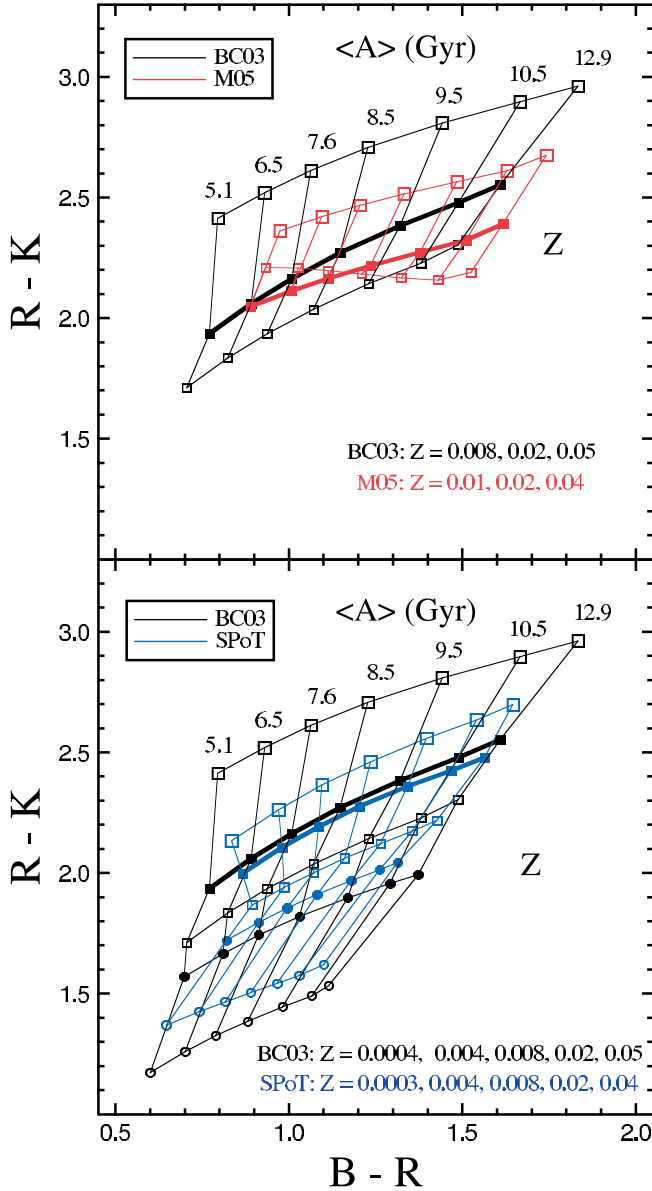 <A> (Gyr)
BC03
M05
12.9
10.5
9.5
8.5
7.6
6.5
5.1
3.0
2.5
2.0
1.5
R - K
Z
BC03: Z = 0.008, 0.02, 0.05
M05: Z = 0.01, 0.02, 0.04
<A> (Gyr)
BC03
SPoT
12.9
10.5
9.5
8.5
7.6
6.5
5.1
3.0
2.5
2.0
1.5
R - K
Z
BC03: Z = 0.0004, 0.004, 0.008, 0.02, 0.05
SPoT: Z = 0.0003, 0.004, 0.008, 0.02, 0.04
0.5 1.0 1.5 2.0
B - R